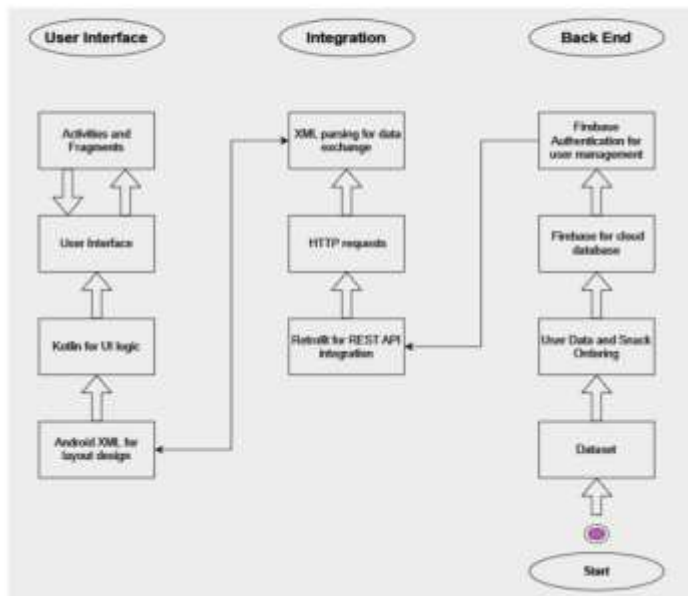 User Interface
Integration
Back End
Activities and
Fragments
User Interface
Kotlin for UI logic
Android XML for
layout design
XML parsing for data
exchange
HTTP requests
Retrofit for REST API
integration
Firebase
Authentication for
user management
Firebase for cloud
database
User Data and Snack
Ordering
Dataset
Start